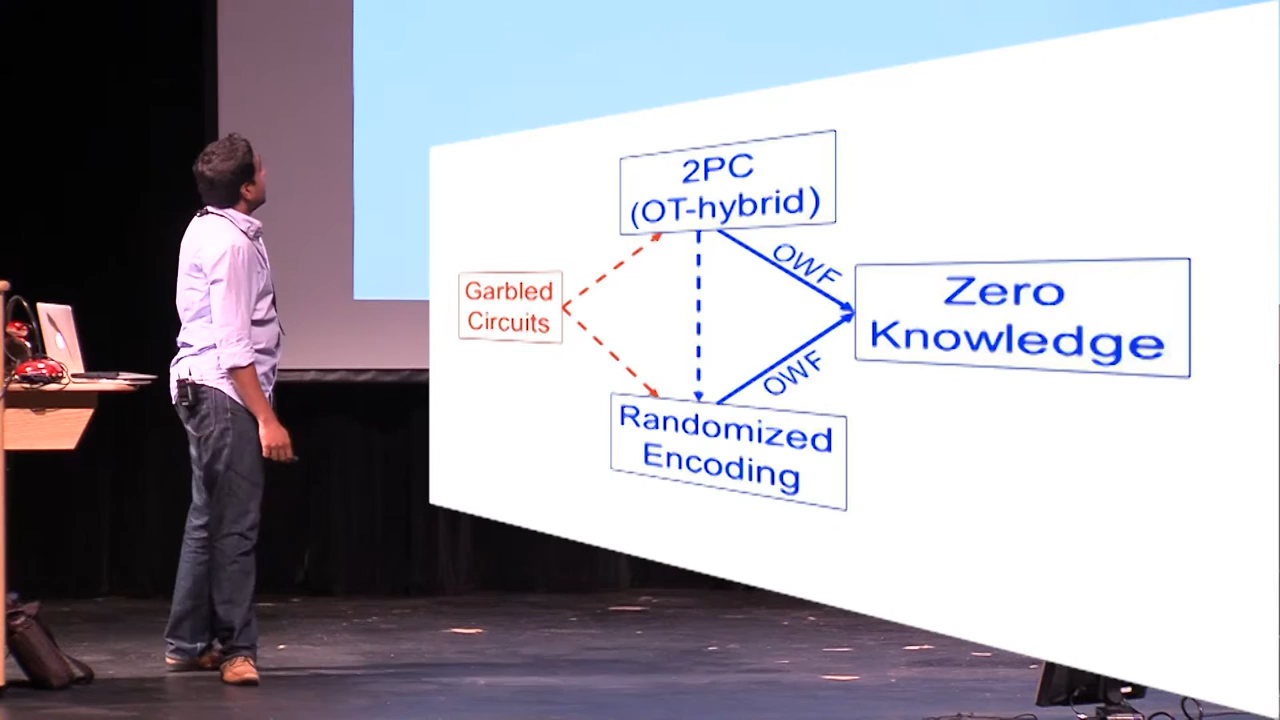 2PC
(OT-hybrid)
OWF
Garbled
Circuits
Zero
Knowledge
OWF
Randomized
Encoding